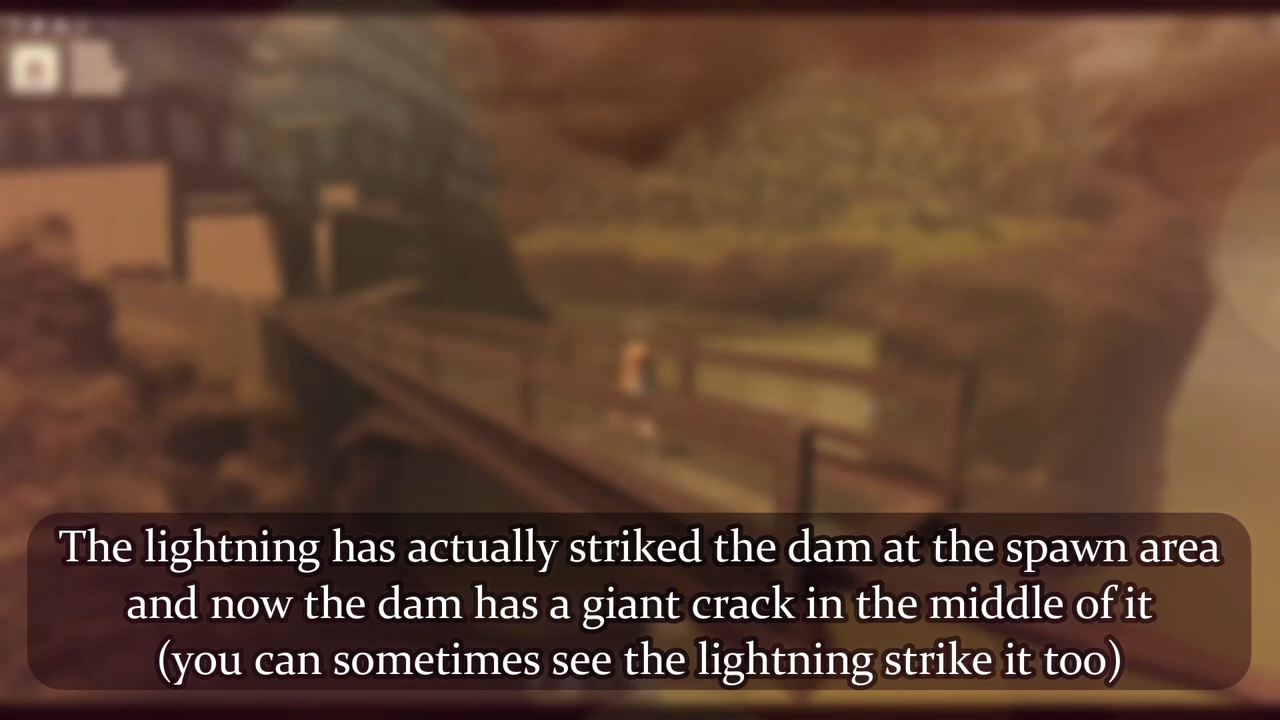 The lightning has actually striked the dam at the spawn area
and now the dam has a giant crack in the middle of it
(you can sometimes see the lightning strike it too)